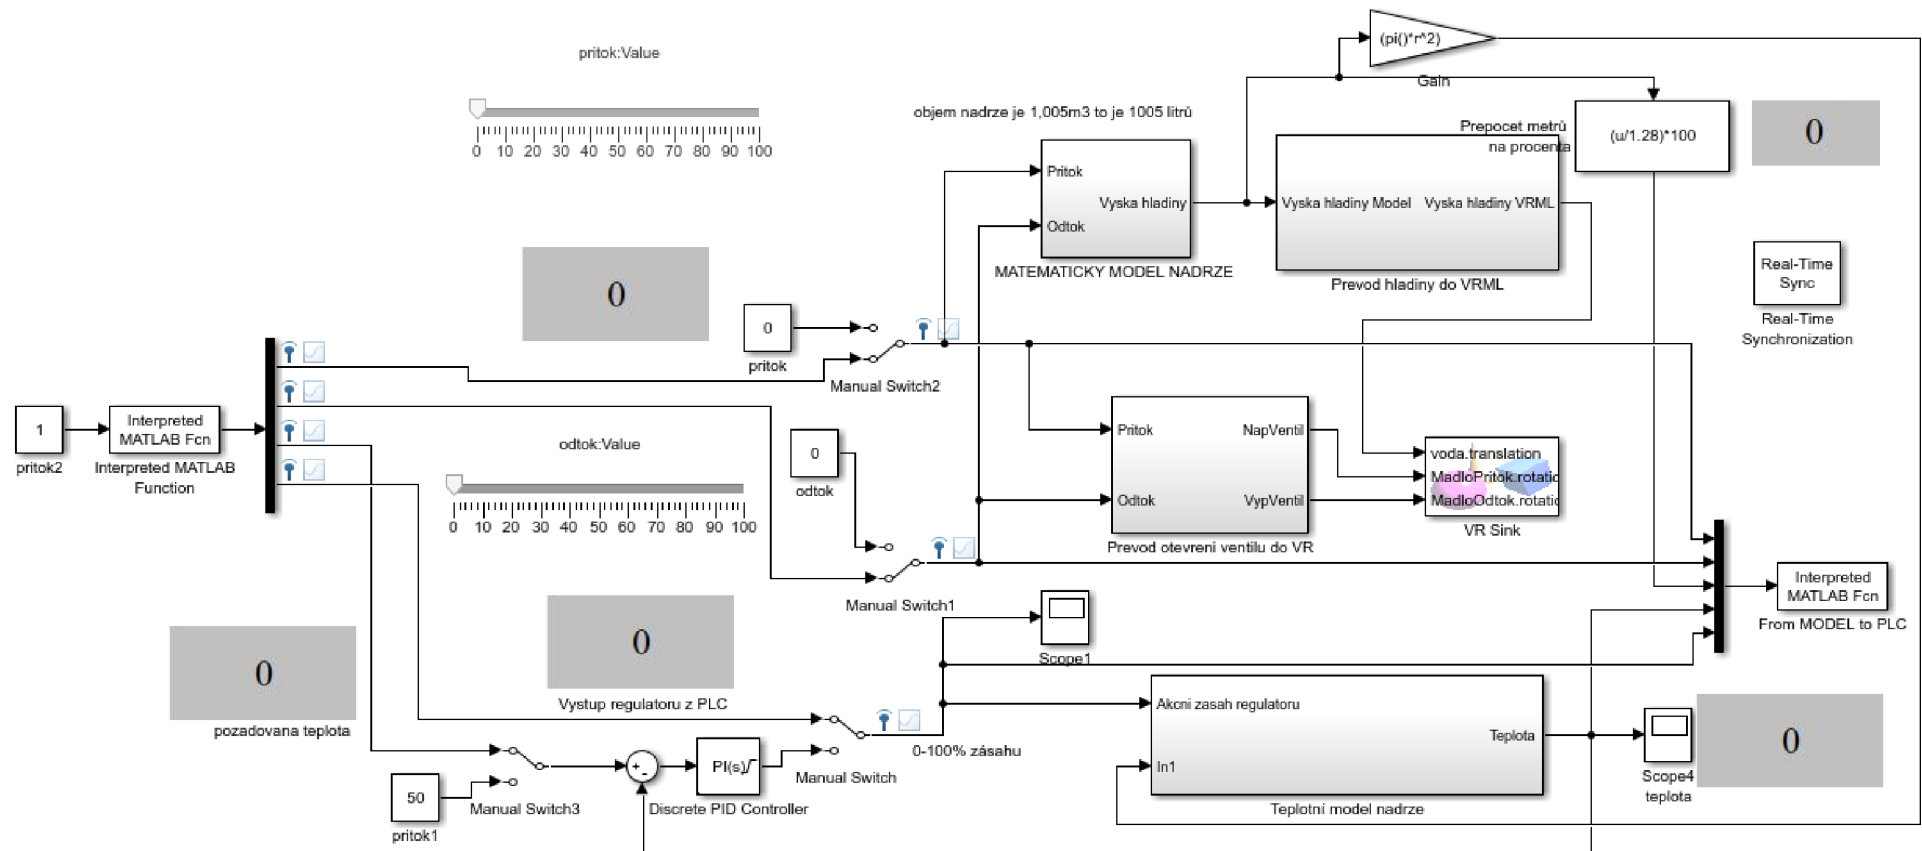 pritok:Value
0 10 20 30 40 50 60 70 80 90 100
(pi()*r^2)
Gain
objem nadrze je 1,005m3 to je 1005 litrů
Pritok
Odtok
Vyska hladiny
MATEMATICKY MODEL NADRZE
Vyska hladiny Model
Vyska hladiny VRML
Prevod hladiny do VRML
Prepocet metrů
na procenta
(u/1.28)*100
0
Real-Time
Sync
Real-Time
Synchronization
0
0
pritok
Manual Switch2
1
pritok2
Interpreted
MATLAB Fcn
Interpreted MATLAB
Function
odtok:Value
0 10 20 30 40 50 60 70 80 90 100
0
odtok
Manual Switch1
Pritok
Odtok
NapVentil
VypVentil
Prevod otevreni ventilu do VR
voda.translation
MadloPritok.rotatic
MadloOdtok.rotatic
VR Sink
Interpreted
MATLAB Fcn
From MODEL to PLC
Scope1
0
pozadovana teplota
0
Vystup regulatoru z PLC
50
pritok1
Manual Switch3
+
-
PI(s)
Discrete PID Controller
Manual Switch
0-100% zásahu
Akcni zasah regulatoru
In1
Teplota
Teplotní model nadrze
Scope4
teplota
0